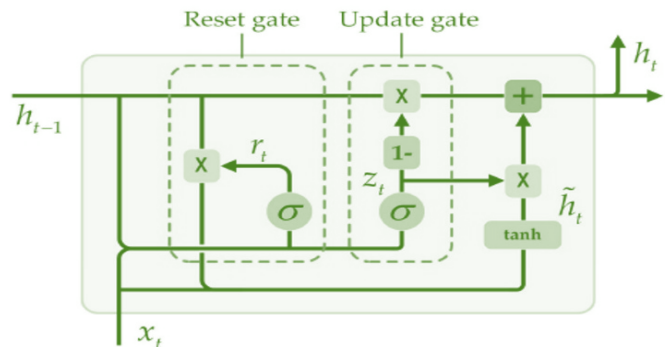 Reset gate Update gate
h_t
h_{t-1}
x +
r_t 1-
x z_t x
σ σ h̃_t
tanh
x_t